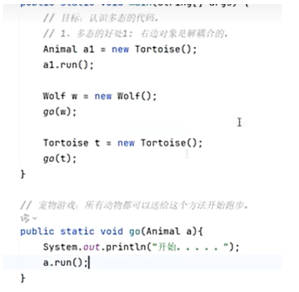 public static void main(String[] args) {
// 目标：认识多态的代码。
// 1、多态的好处1: 右边对象是解耦合的。
Animal a1 = new Tortoise();
a1.run();
Wolf w = new Wolf();
go(w);
Tortoise t = new Tortoise();
go(t);
}
// 宠物游戏：所有动物都可以送给这个方法开始跑步。
public static void go(Animal a){
System.out.println("开始．．．．．");
a.run();
}